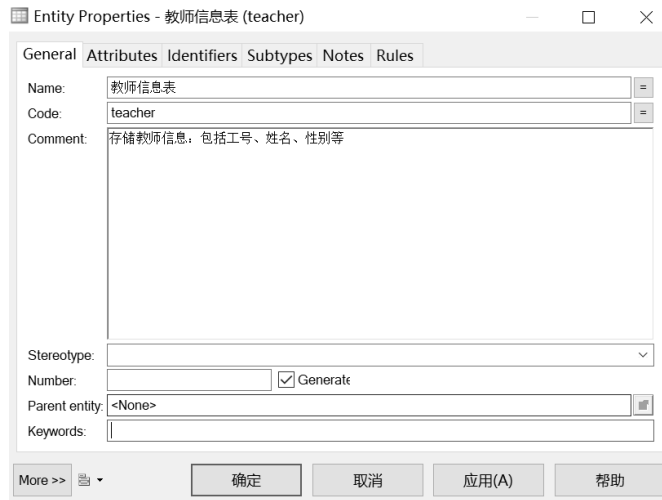 Entity Properties - 教师信息表 (teacher)
General Attributes Identifiers Subtypes Notes Rules
Name: 教师信息表 =
Code: teacher =
Comment: 存储教师信息：包括工号、姓名、性别等
Stereotype:
Number: Generate
Parent entity: <None>
Keywords:
More >> 确定 取消 应用(A) 帮助